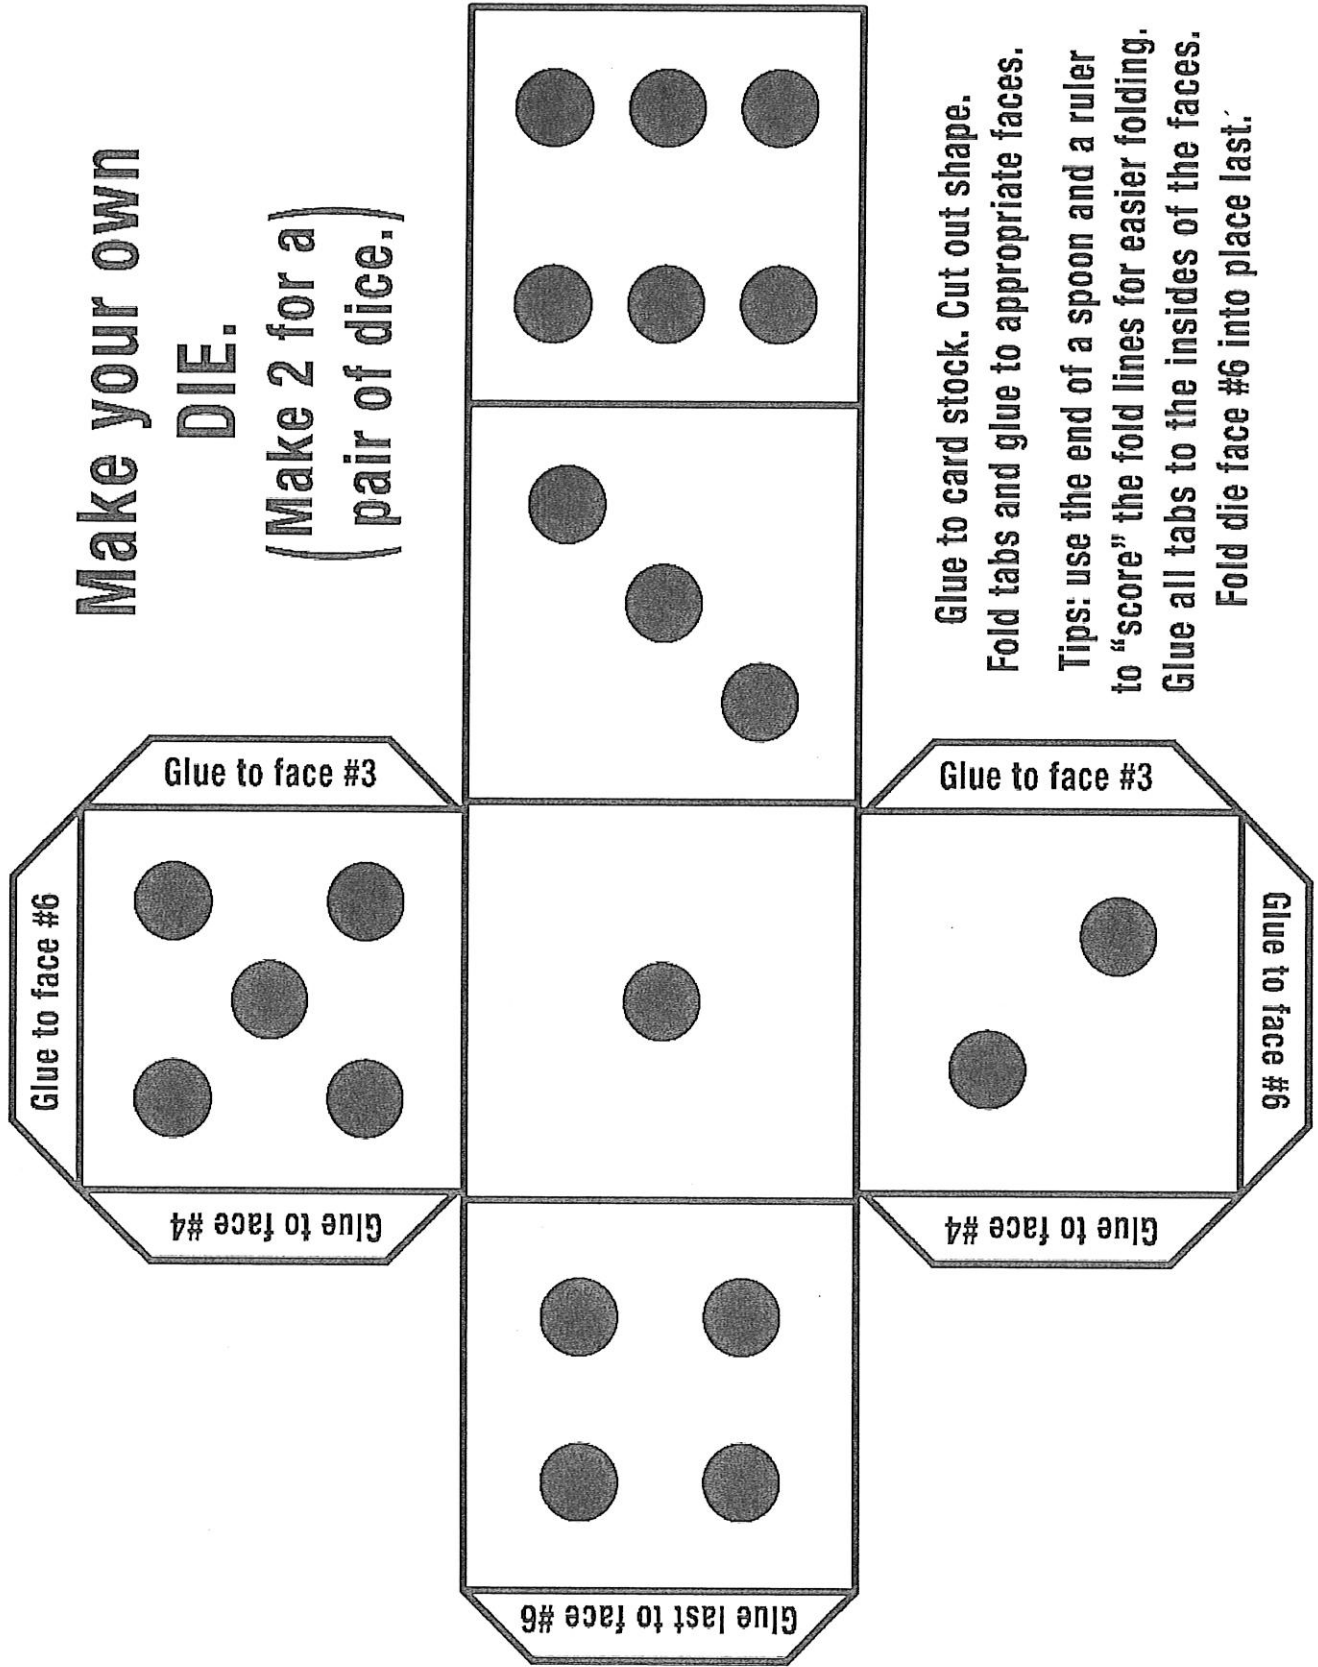 Make your own
DIE.
(Make 2 for a
pair of dice.)
Glue to face #6
Glue to face #3
Glue to face #4
Glue last to face #6
Glue to face #3
Glue to face #4
Glue to face #6
Glue to card stock. Cut out shape.
Fold tabs and glue to appropriate faces.
Tips: use the end of a spoon and a ruler
to “score” the fold lines for easier folding.
Glue all tabs to the insides of the faces.
Fold die face #6 into place last.